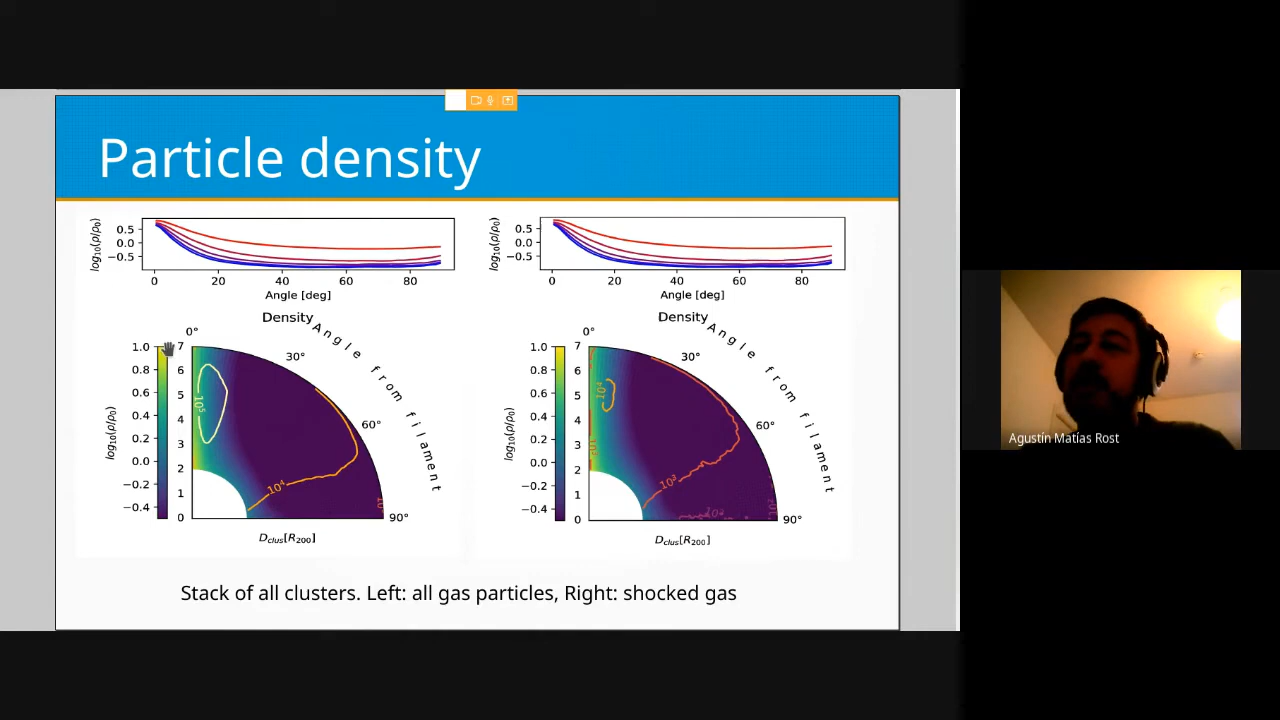 Particle density
log₁₀(ρ/ρ₀)
0.5
0.0
−0.5
0 20 40 60 80
Angle [deg]
log₁₀(ρ/ρ₀)
0.5
0.0
−0.5
0 20 40 60 80
Angle [deg]
Density
Angle from filament
0°
30°
60°
90°
log₁₀(ρ/ρ₀)
1.0
0.8
0.6
0.4
0.2
0.0
−0.2
−0.4
7
6
5
4
3
2
1
0
10⁵
10⁴
D_clus[R₂₀₀]
Density
Angle from filament
0°
30°
60°
90°
log₁₀(ρ/ρ₀)
1.0
0.8
0.6
0.4
0.2
0.0
−0.2
−0.4
7
6
5
4
3
2
1
0
10⁴
10³
D_clus[R₂₀₀]
Stack of all clusters. Left: all gas particles, Right: shocked gas
Agustín Matías Rost